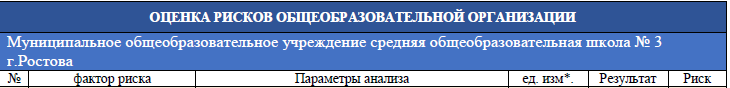 ОЦЕНКА РИСКОВ ОБЩЕОБРАЗОВАТЕЛЬНОЙ ОРГАНИЗАЦИИ
Муниципальное общеобразовательное учреждение средняя общеобразовательная школа № 3
г.Ростова
№ фактор риска Параметры анализа ед. изм*. Результат Риск